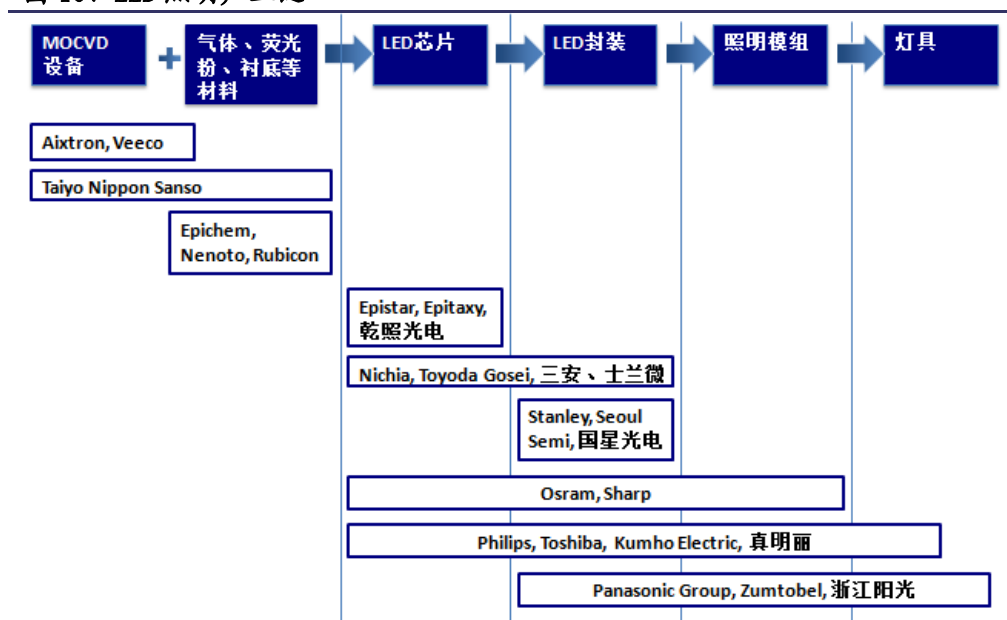 MOCVD
设备
气体、荧光
粉、衬底等
材料
LED芯片
LED封装
照明模组
灯具
Aixtron, Veeco
Taiyo Nippon Sanso
Epichem,
Nenoto, Rubicon
Epistar, Epitaxy,
乾照光电
Nichia, Toyoda Gosei, 三安、士兰微
Stanley, Seoul
Semi, 国星光电
Osram, Sharp
Philips, Toshiba, Kumho Electric, 真明丽
Panasonic Group, Zumtobel, 浙江阳光